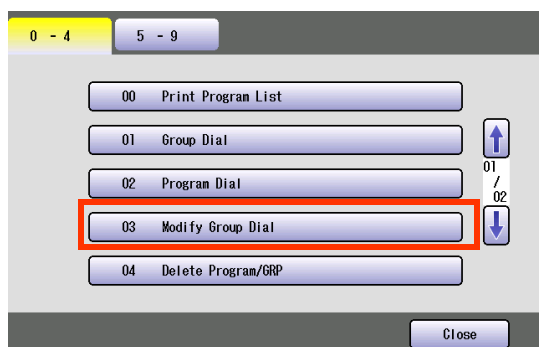 0 - 4
5 - 9
00 Print Program List
01 Group Dial
02 Program Dial
03 Modify Group Dial
04 Delete Program/GRP
01
/
02
Close